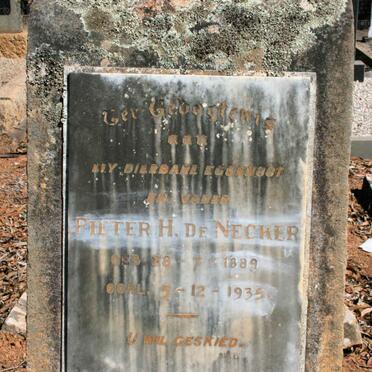 Ter Gedagtenis
aan
MY DIERBARE EGGENOOT
EN VADER
PIETER H. DE NECKER
GEB. 28-7-1889
OORL. 5-12-1935
U WIL GESKIED.